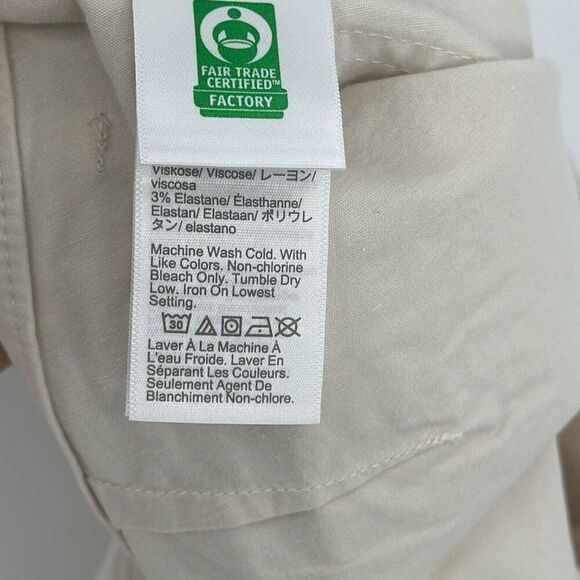 FAIR TRADE
CERTIFIED™
FACTORY
Viskose/ Viscose/ レーヨン/
viscosa
3% Elastane/ Élasthanne/
Elastan/ Elastaan/ ポリウレ
タン/ elastano
Machine Wash Cold. With
Like Colors. Non-chlorine
Bleach Only. Tumble Dry
Low. Iron On Lowest
Setting.
30
Laver À La Machine À
L'eau Froide. Laver En
Séparant Les Couleurs.
Seulement Agent De
Blanchiment Non-chlore.